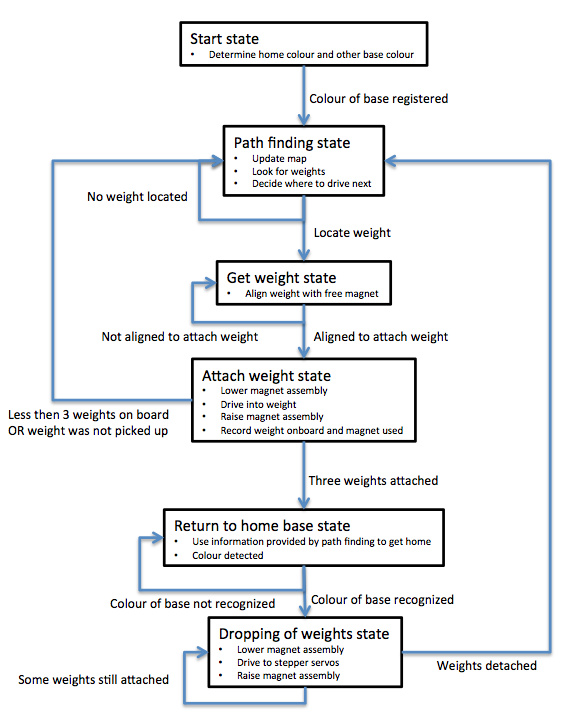 Start state
• Determine home colour and other base colour
Colour of base registered
Path finding state
• Update map
• Look for weights
• Decide where to drive next
No weight located
Locate weight
Get weight state
• Align weight with free magnet
Not aligned to attach weight
Aligned to attach weight
Attach weight state
• Lower magnet assembly
• Drive into weight
• Raise magnet assembly
• Record weight onboard and magnet used
Less then 3 weights on board
OR weight was not picked up
Three weights attached
Return to home base state
• Use information provided by path finding to get home
• Colour detected
Colour of base not recognized
Colour of base recognized
Dropping of weights state
• Lower magnet assembly
• Drive to stepper servos
• Raise magnet assembly
Some weights still attached
Weights detached